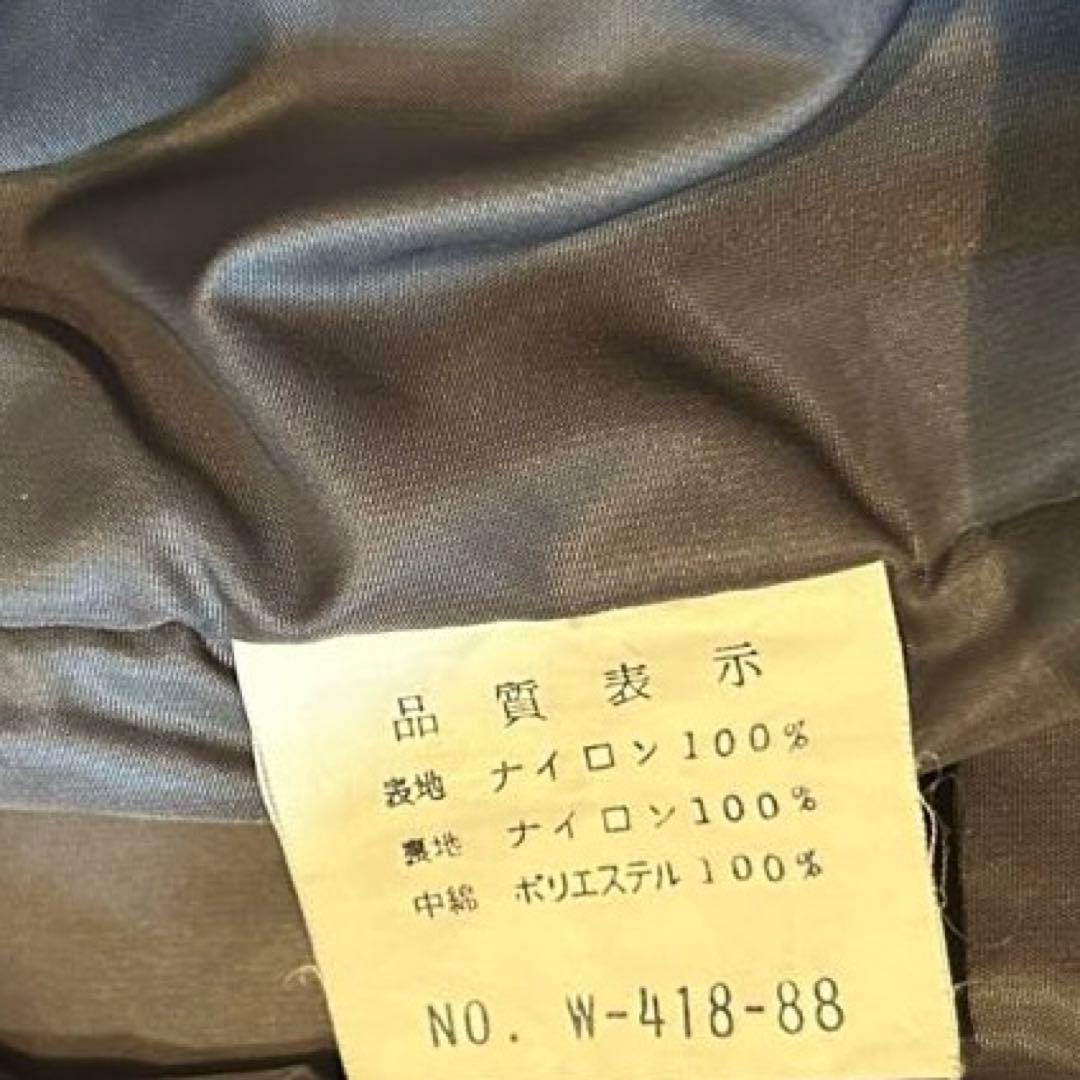 品質表示
表地 ナイロン100%
裏地 ナイロン100%
中綿 ポリエステル100%
NO. W-418-88